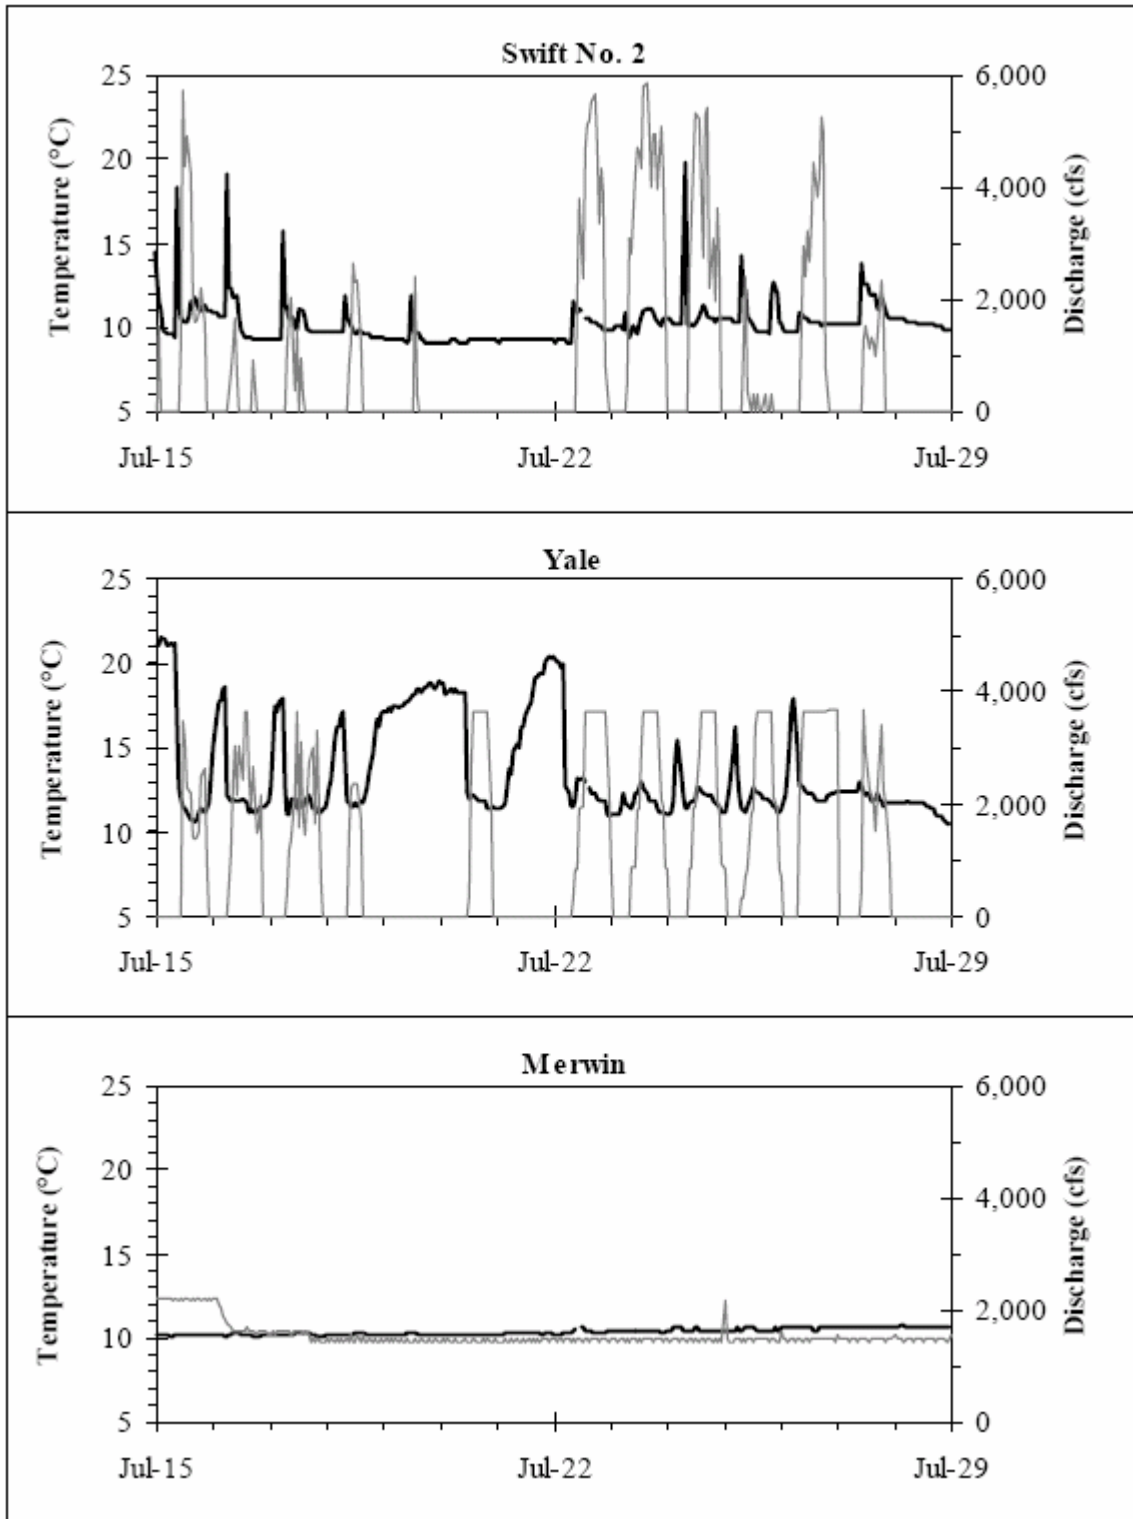 Swift No. 2
25
20
15
10
5
Temperature (°C)
6,000
4,000
2,000
0
Discharge (cfs)
Jul-15
Jul-22
Jul-29
Yale
25
20
15
10
5
Temperature (°C)
6,000
4,000
2,000
0
Discharge (cfs)
Jul-15
Jul-22
Jul-29
Merwin
25
20
15
10
5
Temperature (°C)
6,000
4,000
2,000
0
Discharge (cfs)
Jul-15
Jul-22
Jul-29